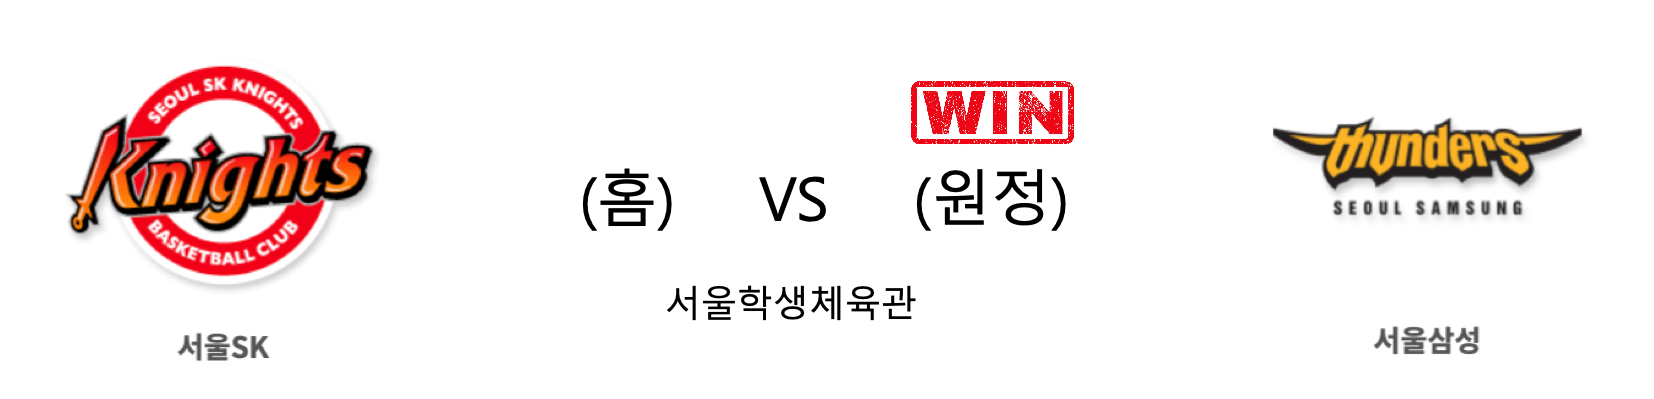 SEOUL SK KNIGHTS
Knights
BASKETBALL CLUB
서울SK
WIN
(홈) VS (원정)
서울학생체육관
thunders
SEOUL SAMSUNG
서울삼성